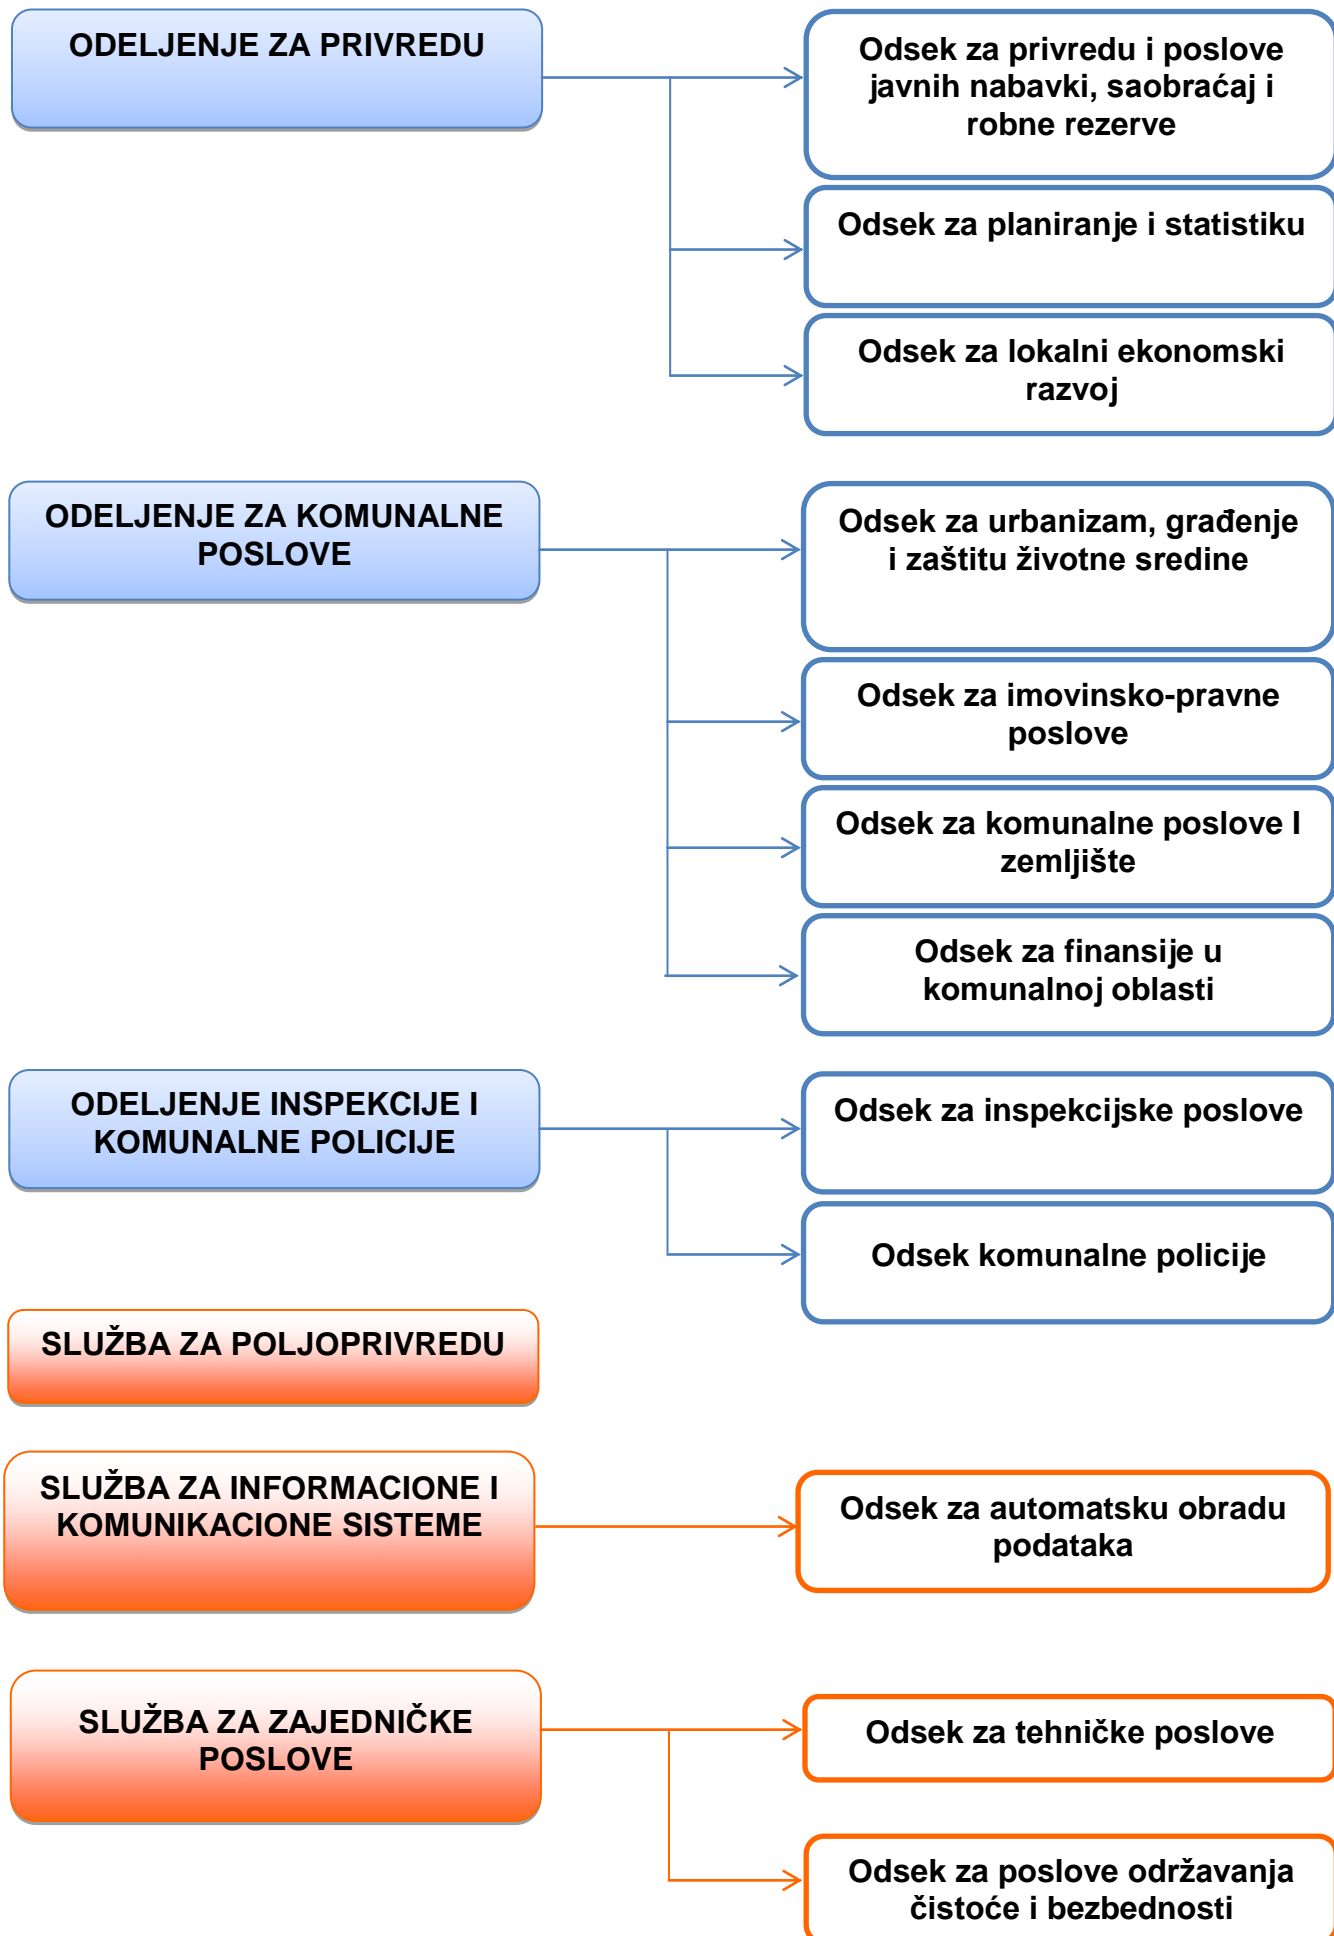 ODELJENJE ZA PRIVREDU
Odsek za privredu i poslove
javnih nabavki, saobraćaj i
robne rezerve
Odsek za planiranje i statistiku
Odsek za lokalni ekonomski
razvoj
ODELJENJE ZA KOMUNALNE
POSLOVE
Odsek za urbanizam, građenje
i zaštitu životne sredine
Odsek za imovinsko-pravne
poslove
Odsek za komunalne poslove I
zemljište
Odsek za finansije u
komunalnoj oblasti
ODELJENJE INSPEKCIJE I
KOMUNALNE POLICIJE
Odsek za inspekcijske poslove
Odsek komunalne policije
SLUŽBA ZA POLJOPRIVREDU
SLUŽBA ZA INFORMACIONE I
KOMUNIKACIONE SISTEME
Odsek za automatsku obradu
podataka
SLUŽBA ZA ZAJEDNIČKE
POSLOVE
Odsek za tehničke poslove
Odsek za poslove održavanja
čistoće i bezbednosti